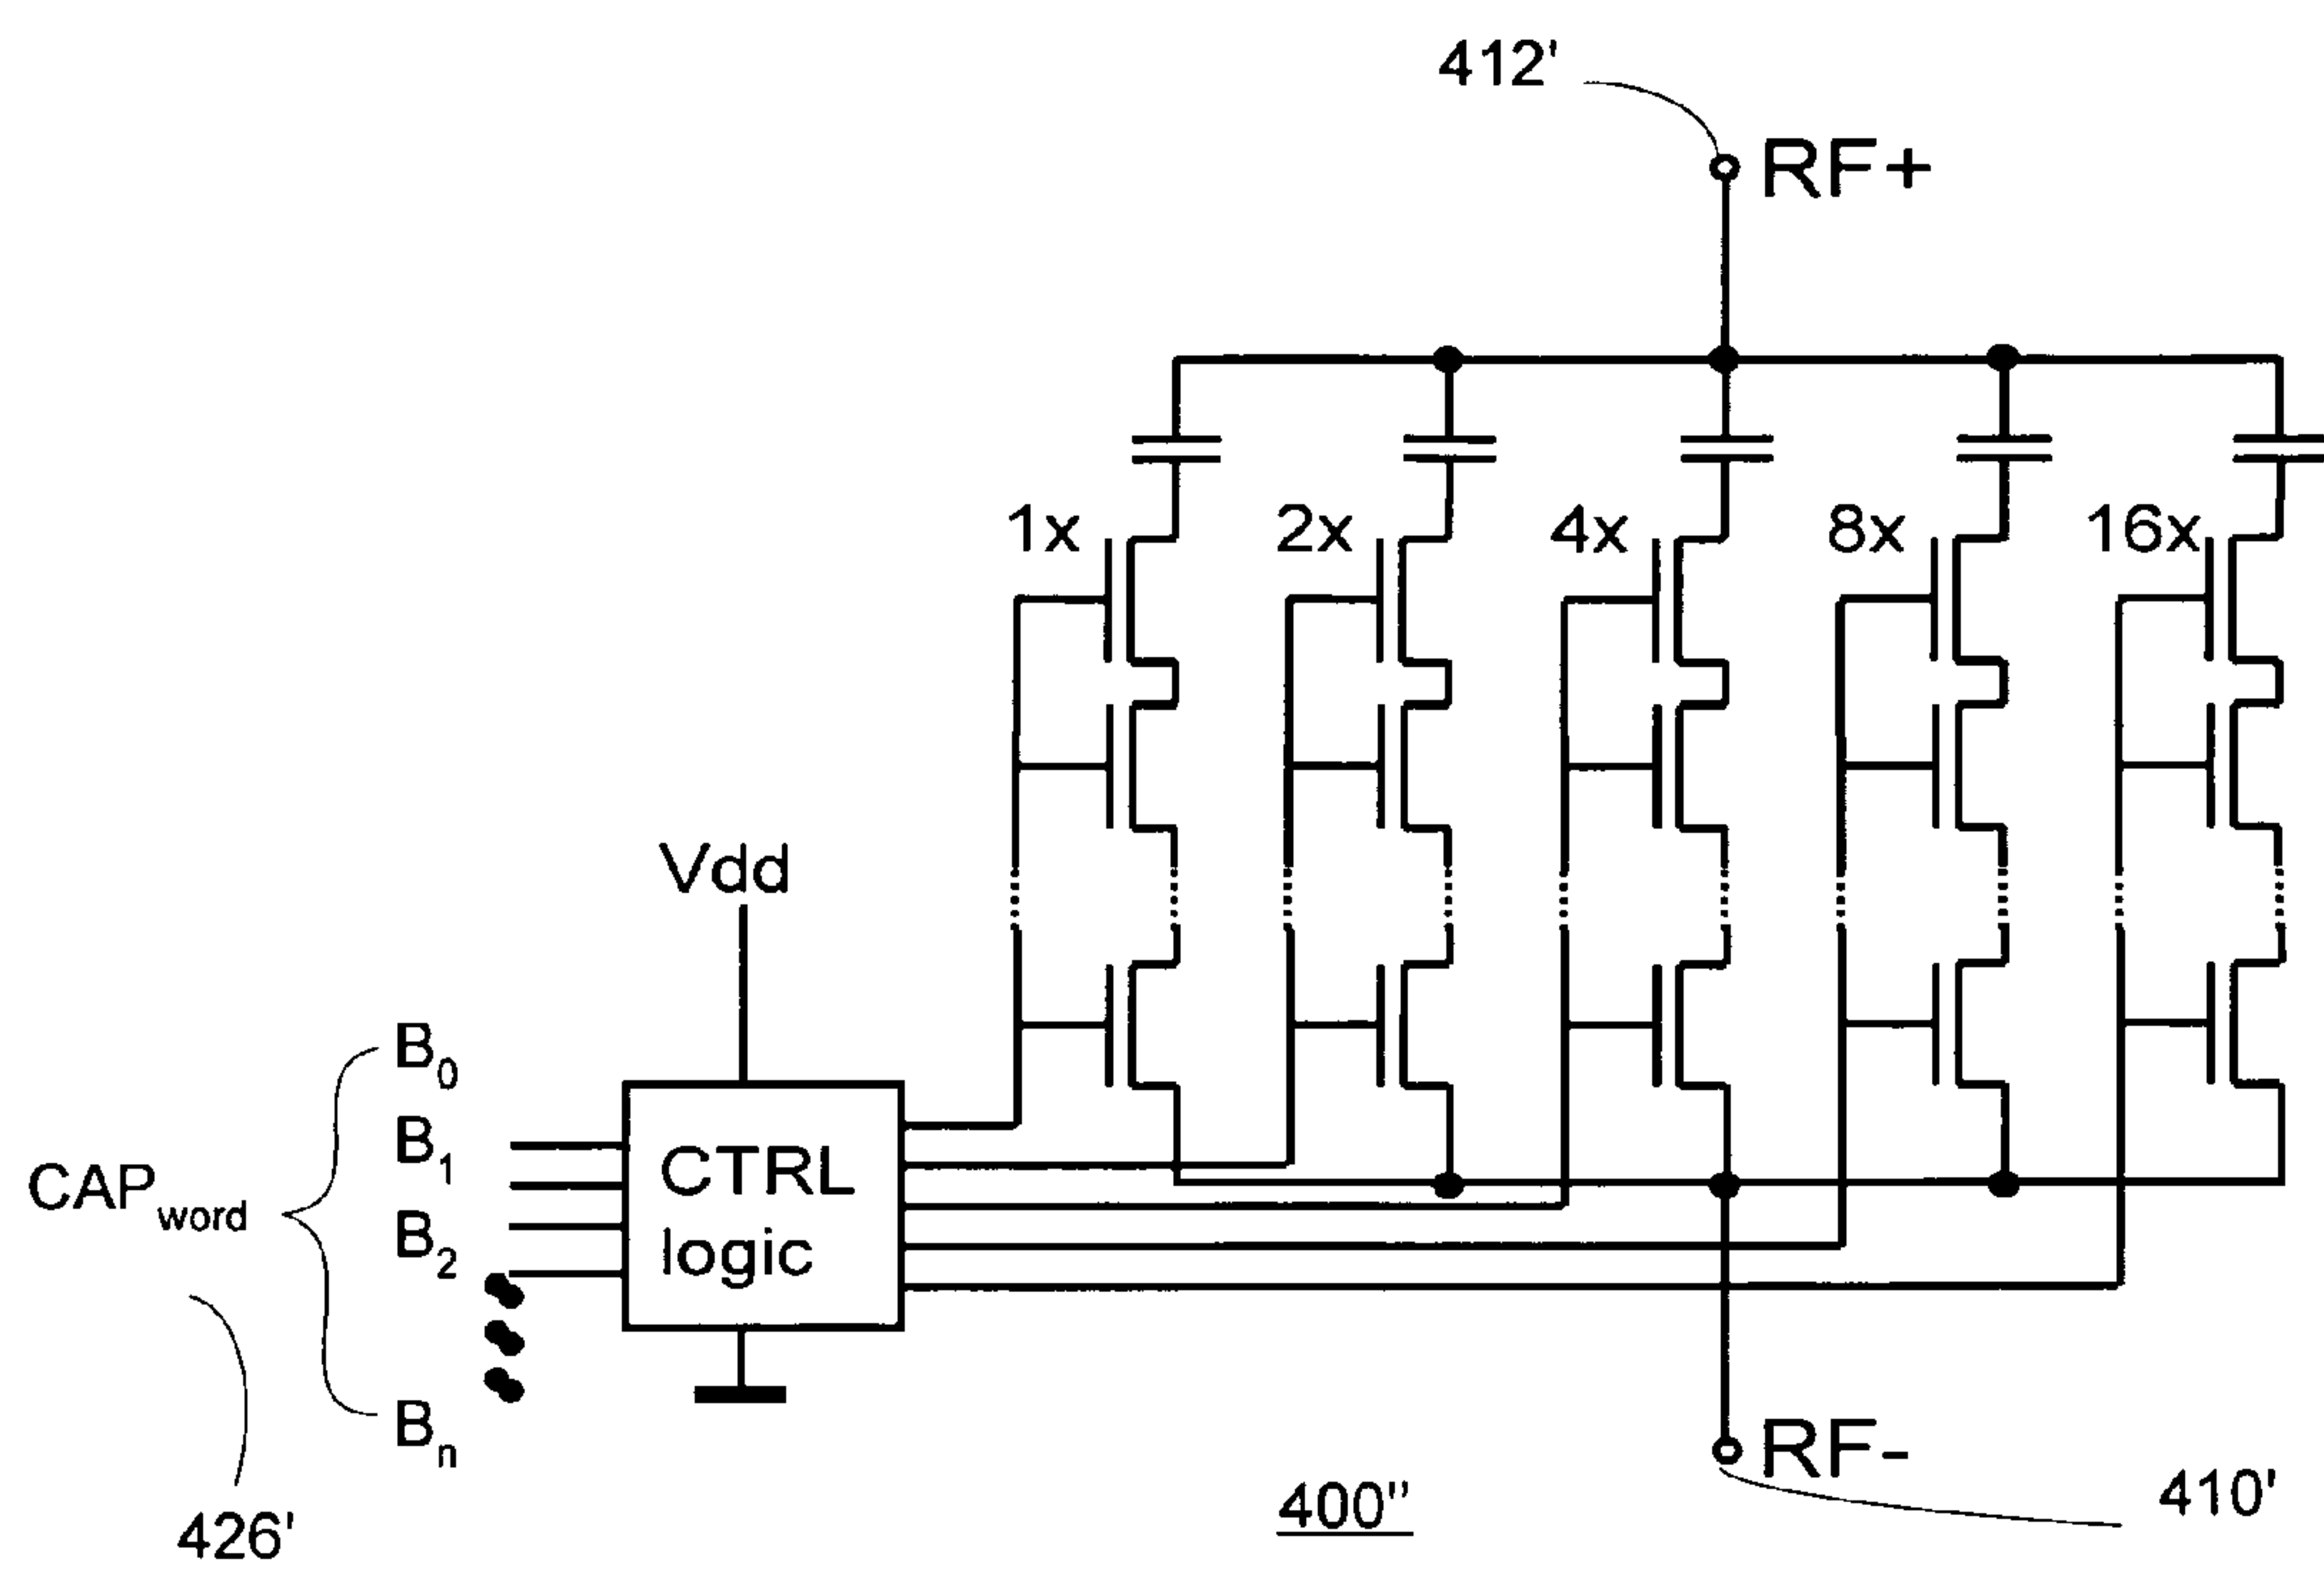 412'
RF+
1x 2x 4x 8x 16x
Vdd
B0
B1
CAPword
B2
Bn
CTRL
logic
RF-
400"
410'
426'